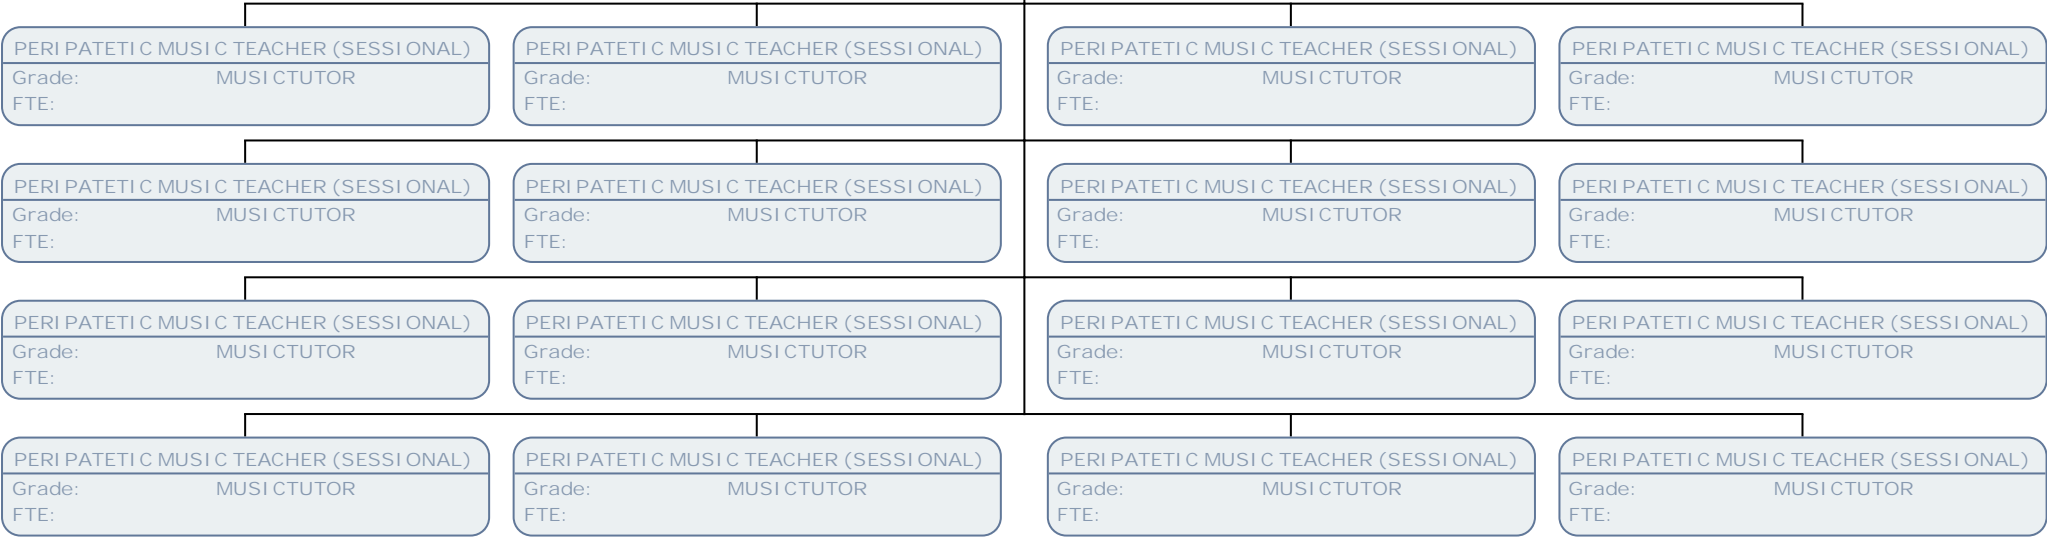 PERIPATETIC MUSIC TEACHER (SESSIONAL) PERIPATETIC MUSIC TEACHER (SESSIONAL) PERIPATETIC MUSIC TEACHER (SESSIONAL) PERIPATETIC MUSIC TEACHER (SESSIONAL)
Grade: MUSICTUTOR Grade: MUSICTUTOR Grade: MUSICTUTOR Grade: MUSICTUTOR
FTE: FTE: FTE: FTE:
PERIPATETIC MUSIC TEACHER (SESSIONAL) PERIPATETIC MUSIC TEACHER (SESSIONAL) PERIPATETIC MUSIC TEACHER (SESSIONAL) PERIPATETIC MUSIC TEACHER (SESSIONAL)
Grade: MUSICTUTOR Grade: MUSICTUTOR Grade: MUSICTUTOR Grade: MUSICTUTOR
FTE: FTE: FTE: FTE:
PERIPATETIC MUSIC TEACHER (SESSIONAL) PERIPATETIC MUSIC TEACHER (SESSIONAL) PERIPATETIC MUSIC TEACHER (SESSIONAL) PERIPATETIC MUSIC TEACHER (SESSIONAL)
Grade: MUSICTUTOR Grade: MUSICTUTOR Grade: MUSICTUTOR Grade: MUSICTUTOR
FTE: FTE: FTE: FTE:
PERIPATETIC MUSIC TEACHER (SESSIONAL) PERIPATETIC MUSIC TEACHER (SESSIONAL) PERIPATETIC MUSIC TEACHER (SESSIONAL) PERIPATETIC MUSIC TEACHER (SESSIONAL)
Grade: MUSICTUTOR Grade: MUSICTUTOR Grade: MUSICTUTOR Grade: MUSICTUTOR
FTE: FTE: FTE: FTE: